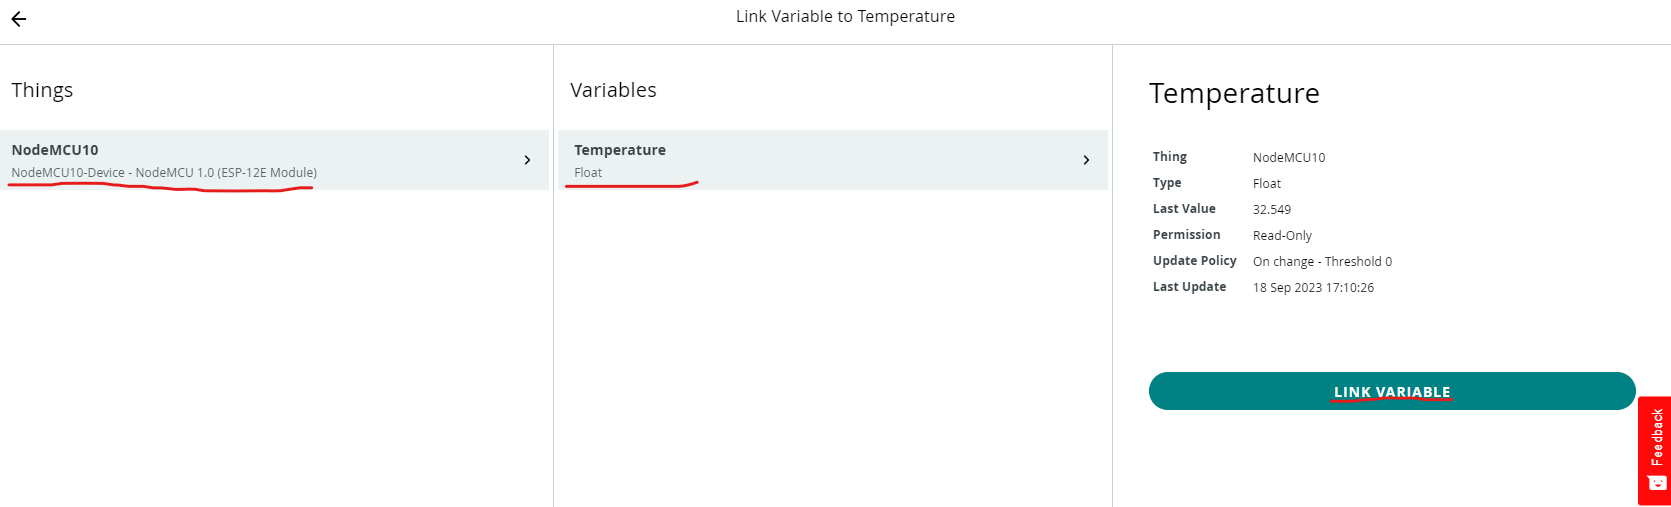 Link Variable to Temperature
Things
NodeMCU10
NodeMCU10-Device - NodeMCU 1.0 (ESP-12E Module)
Variables
Temperature
Float
Temperature
Thing NodeMCU10
Type Float
Last Value 32.549
Permission Read-Only
Update Policy On change - Threshold 0
Last Update 18 Sep 2023 17:10:26
LINK VARIABLE
Feedback